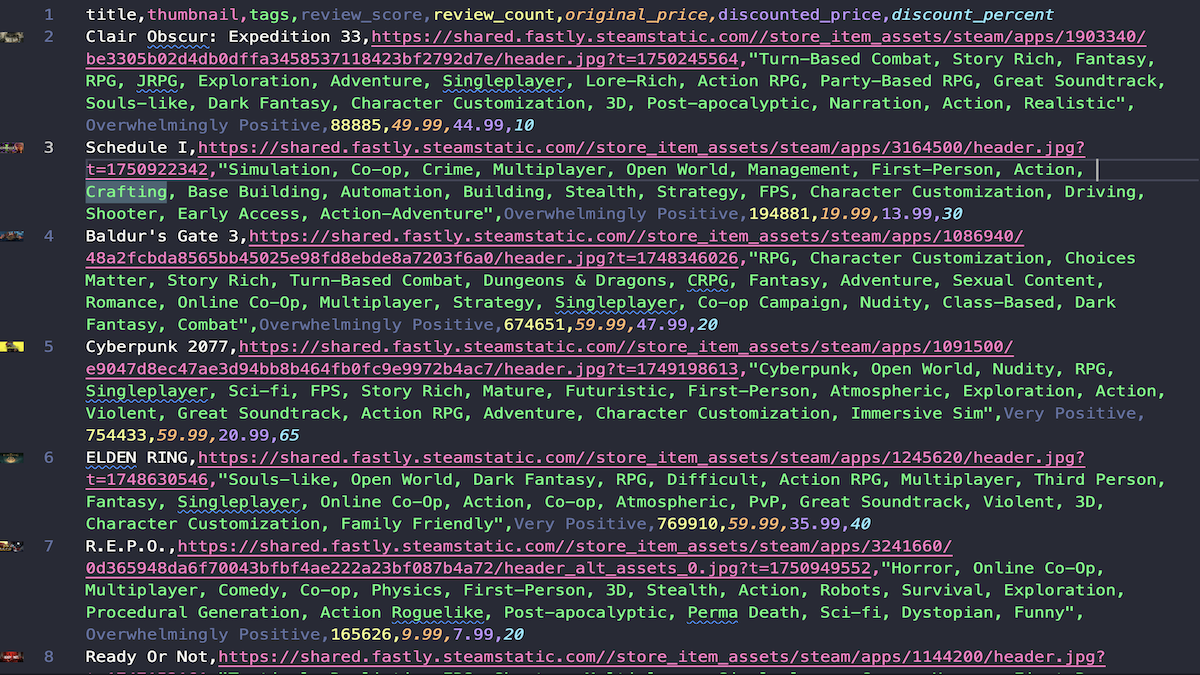 1 title,thumbnail,tags,review_score,review_count,original_price,discounted_price,discount_percent
2 Clair Obscur: Expedition 33,https://shared.fastly.steamstatic.com//store_item_assets/steam/apps/1903340/
be3305b02d4db0dffa3458537118423bf2792d7e/header.jpg?t=1750245564,"Turn-Based Combat, Story Rich, Fantasy,
RPG, JRPG, Exploration, Adventure, Singleplayer, Lore-Rich, Action RPG, Party-Based RPG, Great Soundtrack,
Souls-like, Dark Fantasy, Character Customization, 3D, Post-apocalyptic, Narration, Action, Realistic",
Overwhelmingly Positive,88885,49.99,44.99,10
3 Schedule I,https://shared.fastly.steamstatic.com//store_item_assets/steam/apps/3164500/header.jpg?
t=1750922342,"Simulation, Co-op, Crime, Multiplayer, Open World, Management, First-Person, Action,
Crafting, Base Building, Automation, Building, Stealth, Strategy, FPS, Character Customization, Driving,
Shooter, Early Access, Action-Adventure",Overwhelmingly Positive,194881,19.99,13.99,30
4 Baldur's Gate 3,https://shared.fastly.steamstatic.com//store_item_assets/steam/apps/1086940/
48a2fcbda8565bb45025e98fd8ebde8a7203f6a0/header.jpg?t=1748346026,"RPG, Character Customization, Choices
Matter, Story Rich, Turn-Based Combat, Dungeons & Dragons, CRPG, Fantasy, Adventure, Sexual Content,
Romance, Online Co-Op, Multiplayer, Strategy, Singleplayer, Co-op Campaign, Nudity, Class-Based, Dark
Fantasy, Combat",Overwhelmingly Positive,674651,59.99,47.99,20
5 Cyberpunk 2077,https://shared.fastly.steamstatic.com//store_item_assets/steam/apps/1091500/
e9047d8ec47ae3d94bb8b464fb0fc9e9972b4ac7/header.jpg?t=1749198613,"Cyberpunk, Open World, Nudity, RPG,
Singleplayer, Sci-fi, FPS, Story Rich, Mature, Futuristic, First-Person, Atmospheric, Exploration, Action,
Violent, Great Soundtrack, Action RPG, Adventure, Character Customization, Immersive Sim",Very Positive,
754433,59.99,20.99,65
6 ELDEN RING,https://shared.fastly.steamstatic.com//store_item_assets/steam/apps/1245620/header.jpg?
t=1748630546,"Souls-like, Open World, Dark Fantasy, RPG, Difficult, Action RPG, Multiplayer, Third Person,
Fantasy, Singleplayer, Online Co-Op, Action, Co-op, Atmospheric, PvP, Great Soundtrack, Violent, 3D,
Character Customization, Family Friendly",Very Positive,769910,59.99,35.99,40
7 R.E.P.O.,https://shared.fastly.steamstatic.com//store_item_assets/steam/apps/3241660/
0d365948da6f70043bfbf4ae222a23bf087b4a72/header_alt_assets_0.jpg?t=1750949552,"Horror, Online Co-Op,
Multiplayer, Comedy, Co-op, Physics, First-Person, 3D, Stealth, Action, Robots, Survival, Exploration,
Procedural Generation, Action Roguelike, Post-apocalyptic, Perma Death, Sci-fi, Dystopian, Funny",
Overwhelmingly Positive,165626,9.99,7.99,20
8 Ready Or Not,https://shared.fastly.steamstatic.com//store_item_assets/steam/apps/1144200/header.jpg?